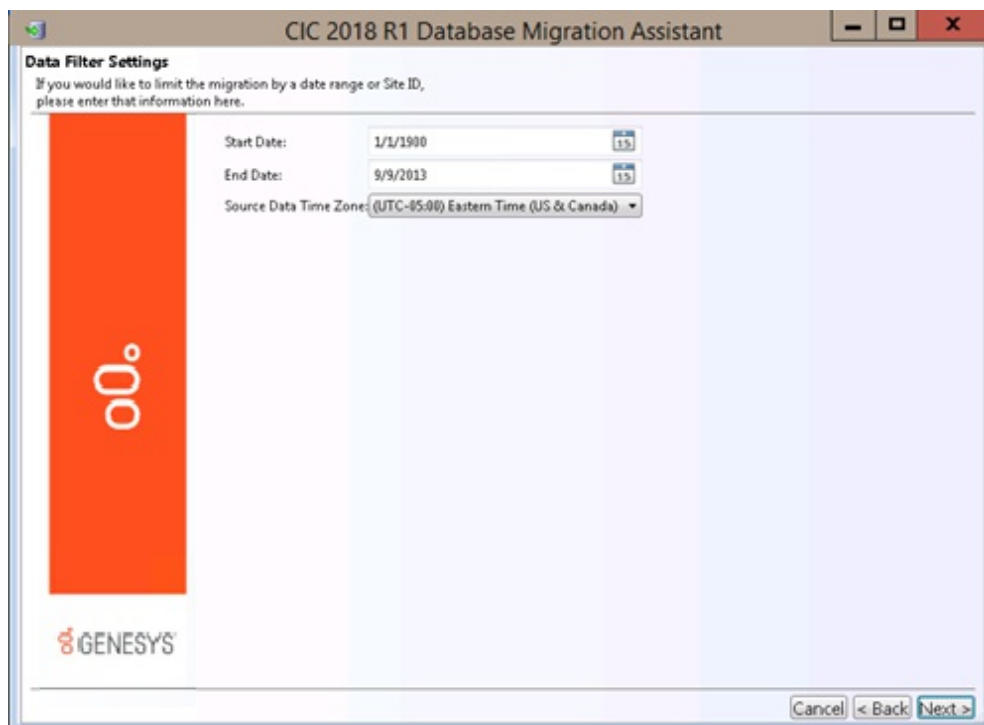 CIC 2018 R1 Database Migration Assistant
Data Filter Settings
If you would like to limit the migration by a date range or Site ID,
please enter that information here.
Start Date: 1/1/1900 15
End Date: 9/9/2013 15
Source Data Time Zone: (UTC-05:00) Eastern Time (US & Canada)
GENESYS
Cancel < Back Next >